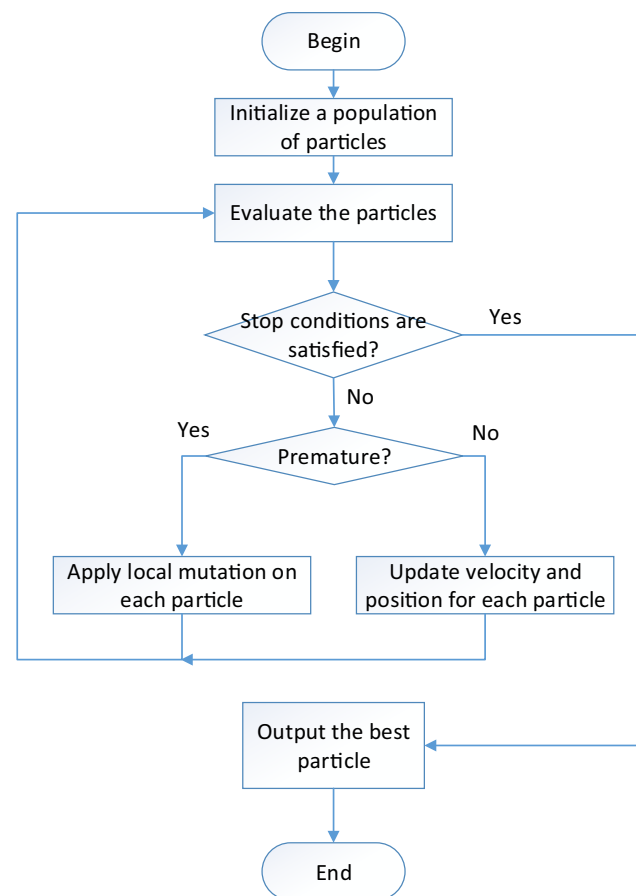 Begin
Initialize a population
of particles
Evaluate the particles
Stop conditions are
satisfied?
Yes
No
Yes
No
Premature?
Apply local mutation on
each particle
Update velocity and
position for each particle
Output the best
particle
End